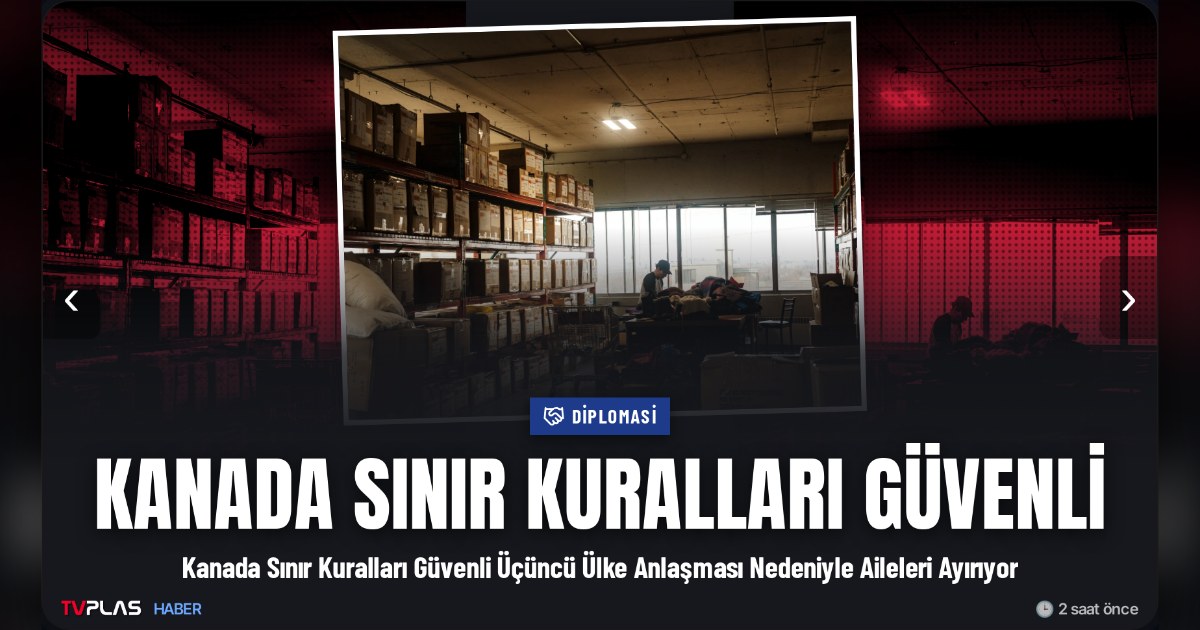 DİPLOMASİ
KANADA SINIR KURALLARI GÜVENLİ
Kanada Sınır Kuralları Güvenli Üçüncü Ülke Anlaşması Nedeniyle Aileleri Ayırıyor
TVPLAS HABER
2 saat önce